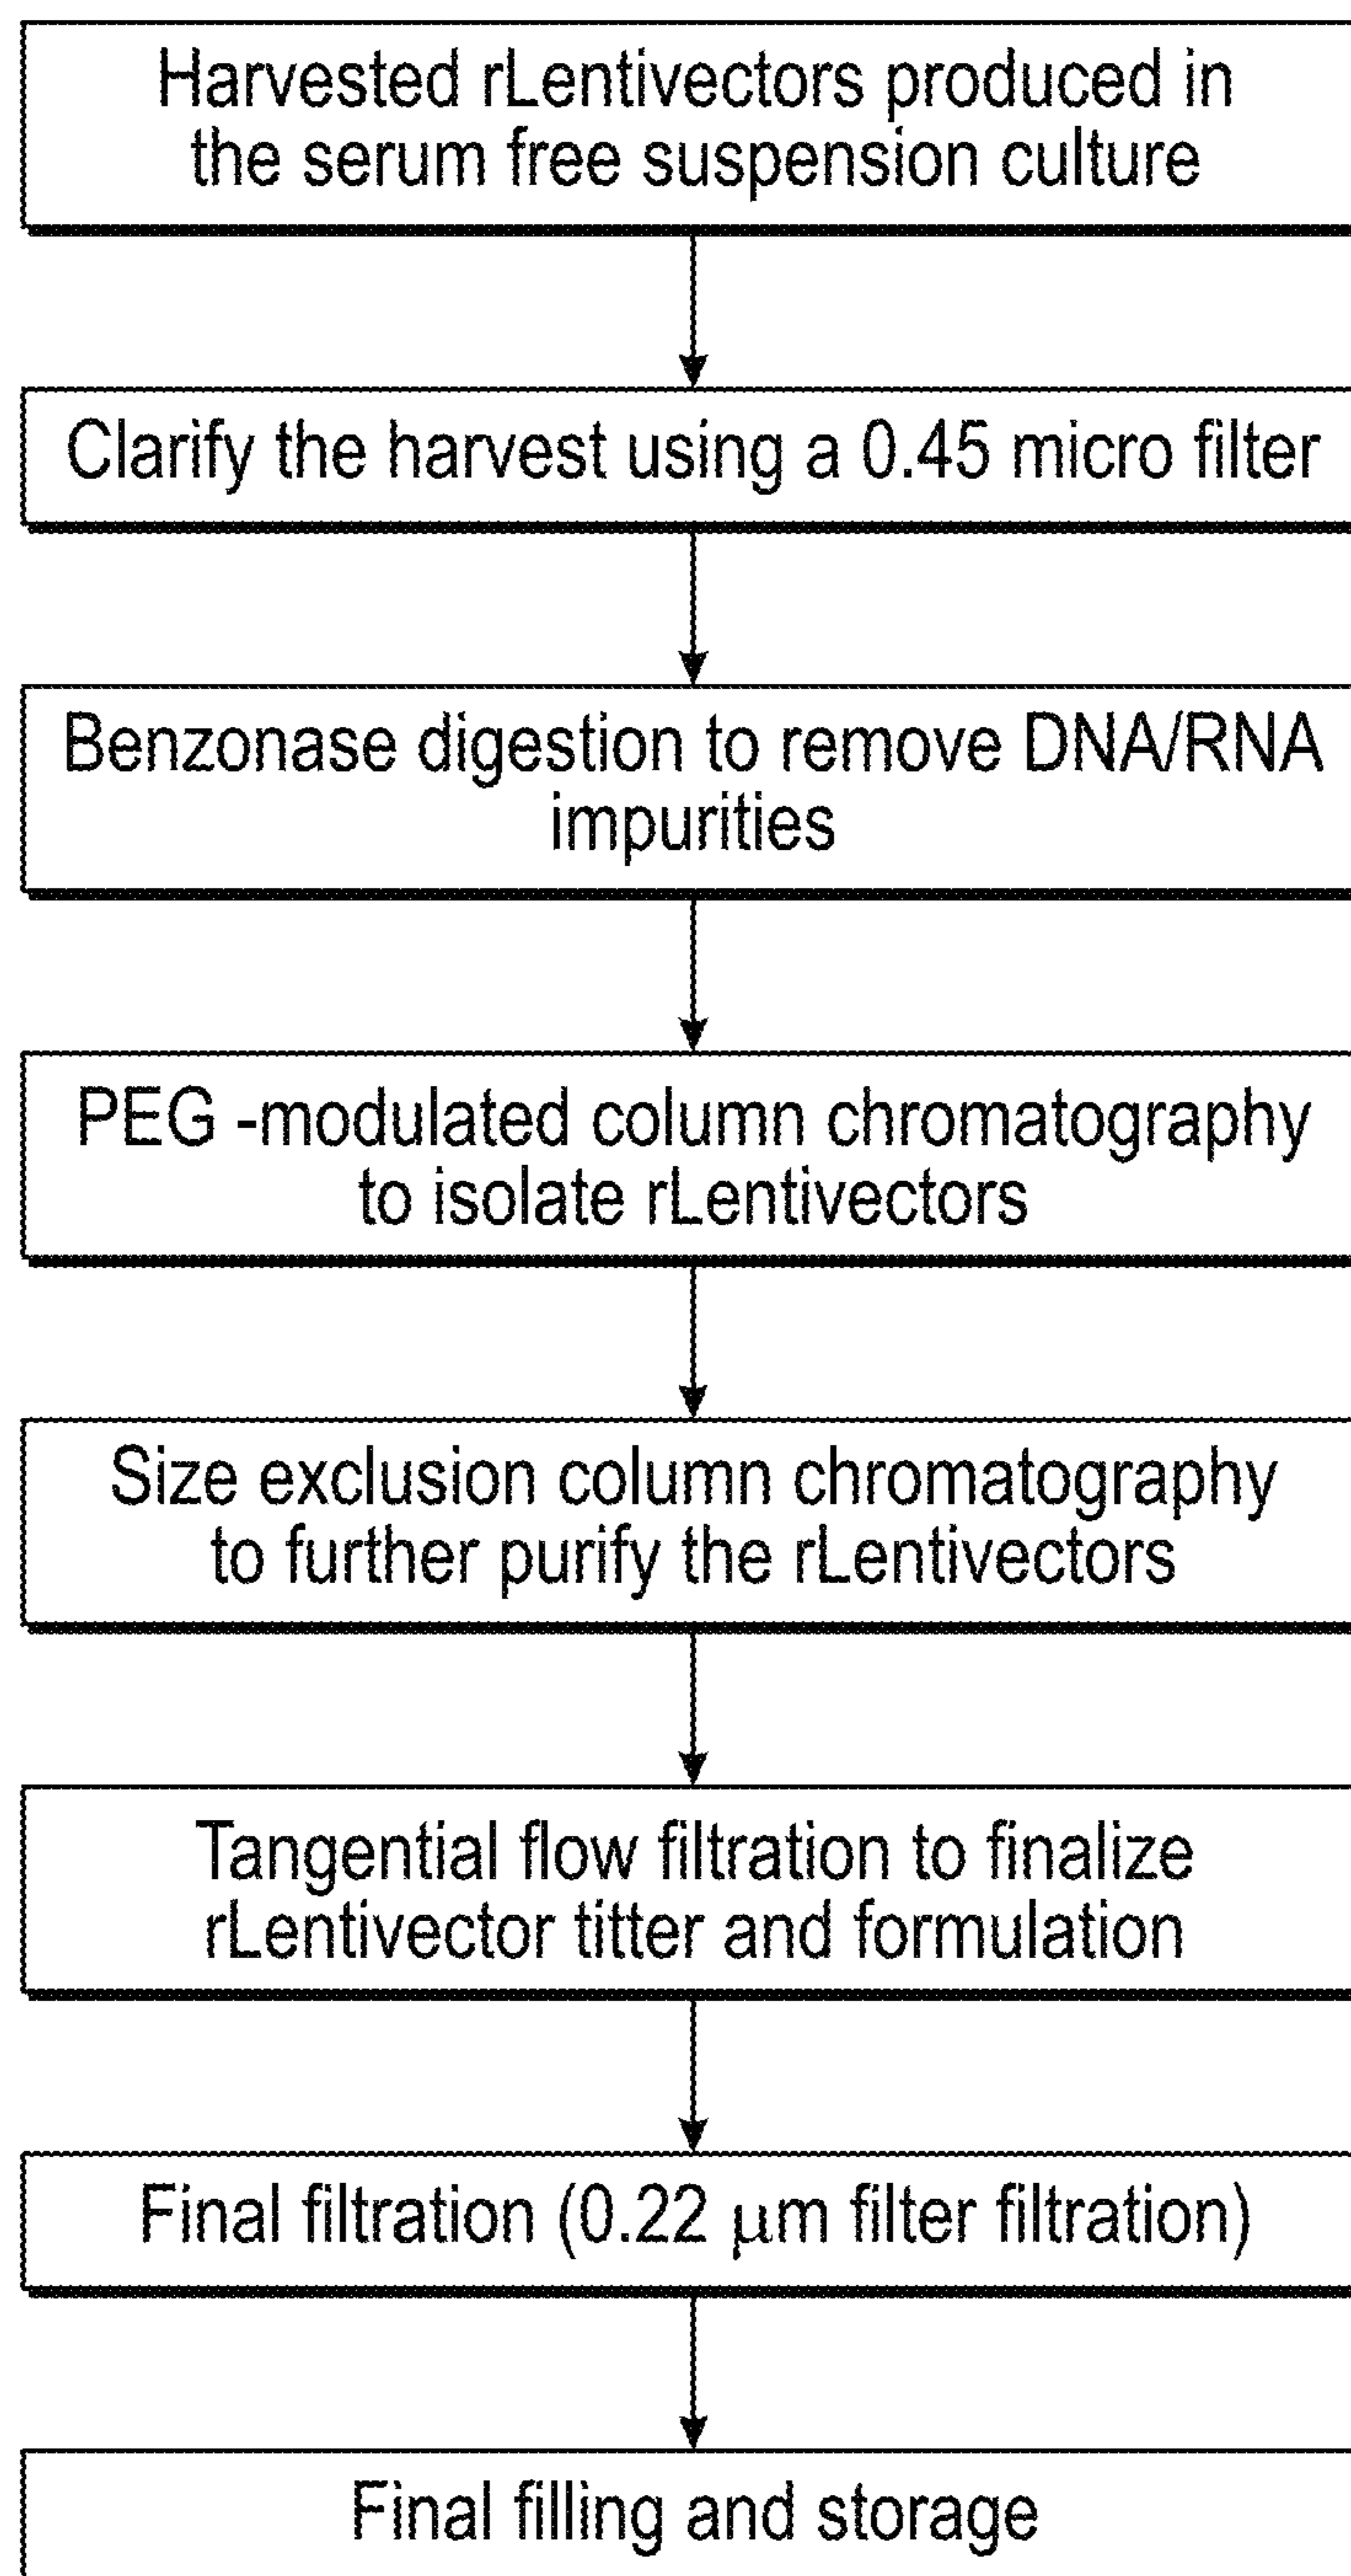 Harvested rLentivectors produced in
the serum free suspension culture
Clarify the harvest using a 0.45 micro filter
Benzonase digestion to remove DNA/RNA
impurities
PEG -modulated column chromatography
to isolate rLentivectors
Size exclusion column chromatography
to further purify the rLentivectors
Tangential flow filtration to finalize
rLentivector titter and formulation
Final filtration (0.22 μm filter filtration)
Final filling and storage